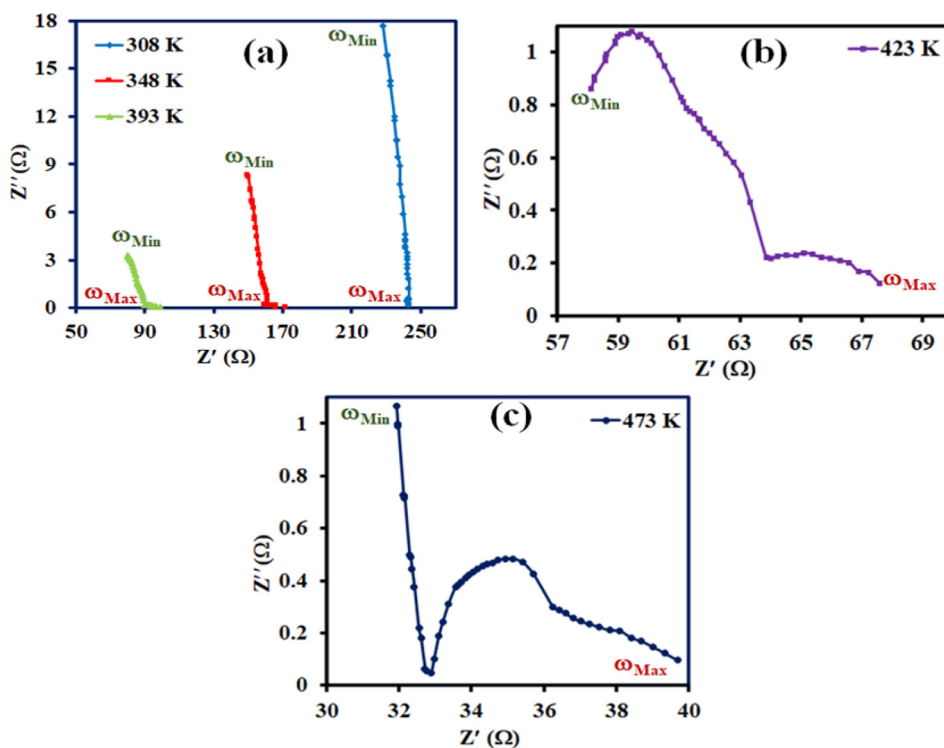 (a)
308 K
348 K
393 K
ωMin
ωMin
ωMin
ωMax
ωMax
ωMax
18
15
12
9
6
3
0
50 90 130 170 210 250
Z'' (Ω)
Z' (Ω)
(b)
423 K
ωMin
ωMax
1
0.8
0.6
0.4
0.2
0
57 59 61 63 65 67 69
Z'' (Ω)
Z' (Ω)
(c)
473 K
ωMin
ωMax
1
0.8
0.6
0.4
0.2
0
30 32 34 36 38 40
Z'' (Ω)
Z' (Ω)